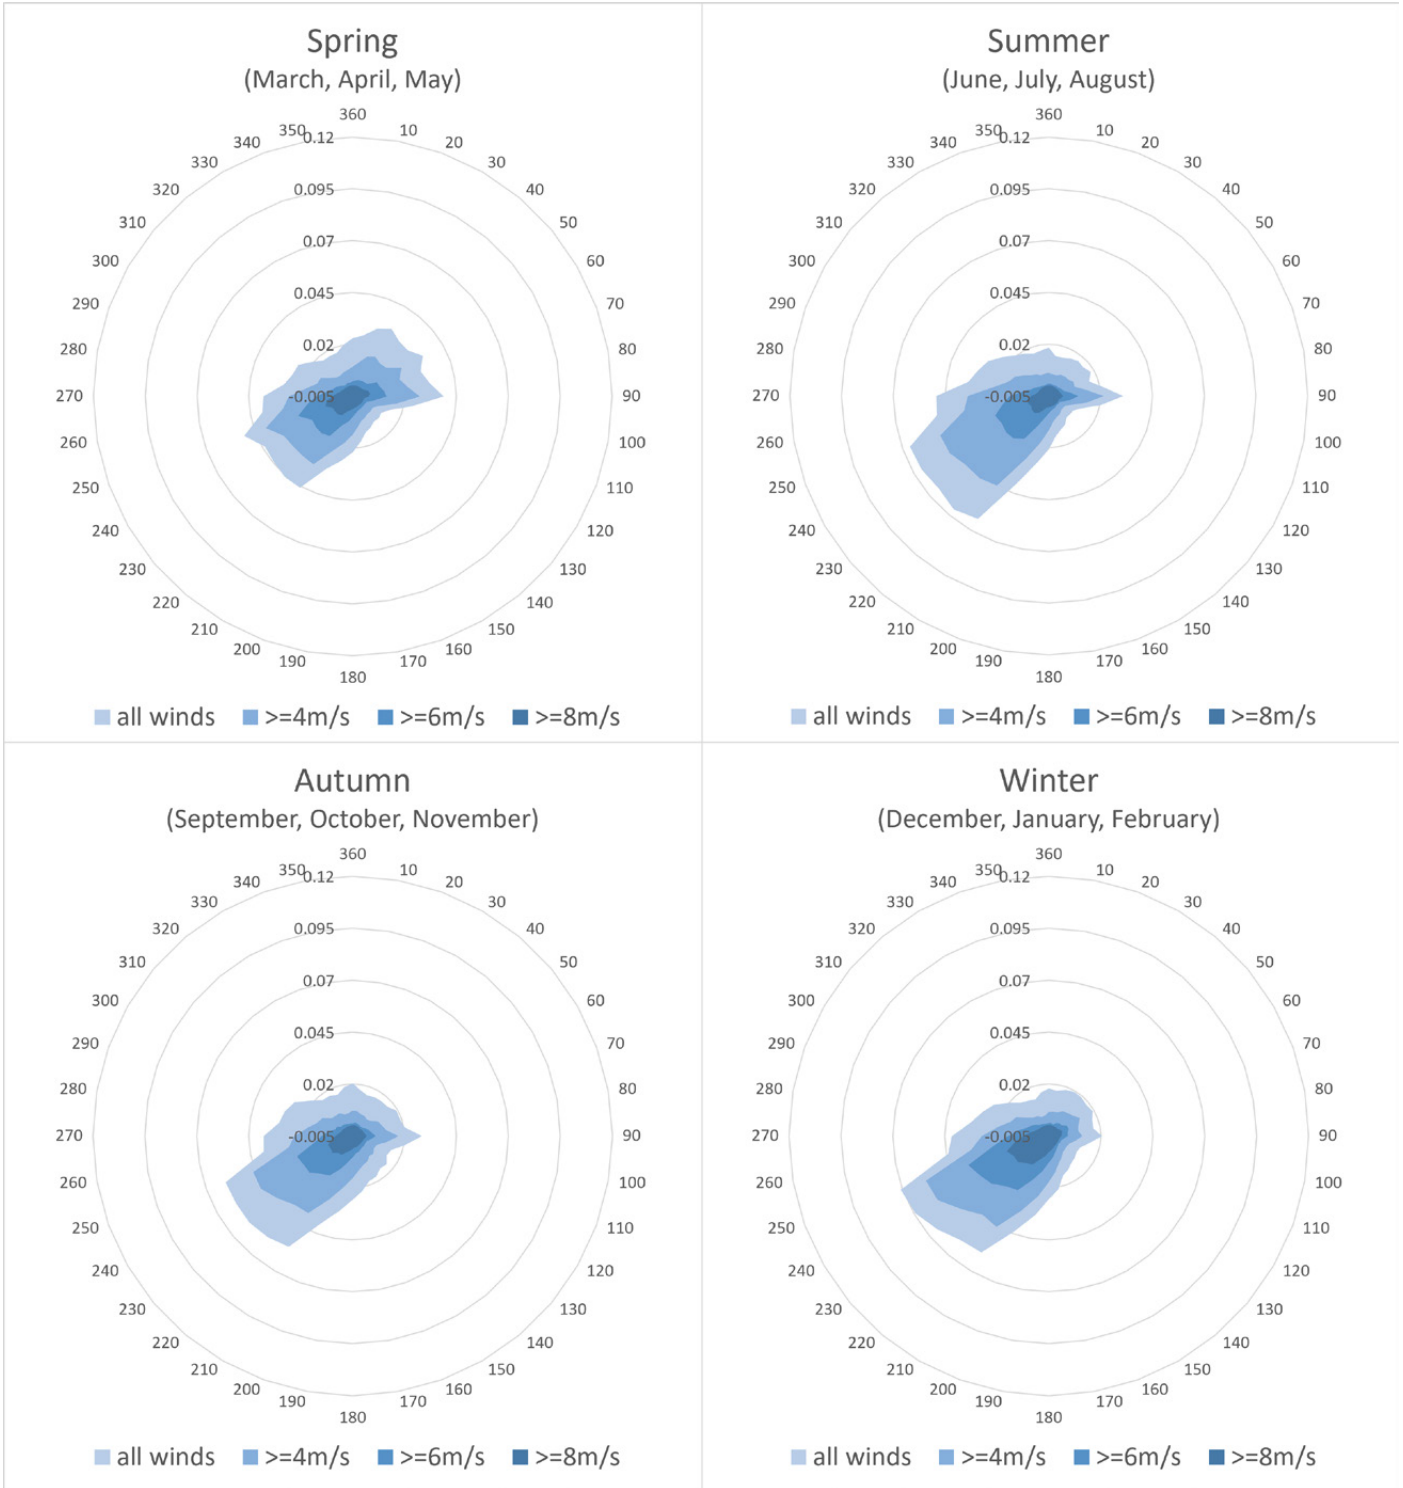 Spring
(March, April, May)
360
350 0.12 10
340 20
330 30
320 0.095 40
310 50
0.07
300 60
290 0.045 70
280 0.02 80
270 -0.005 90
260 100
250 110
240 120
230 130
220 140
210 150
200 160
190 170
180
all winds >=4m/s >=6m/s >=8m/s
Summer
(June, July, August)
360
350 0.12 10
340 20
330 30
320 0.095 40
310 50
0.07
300 60
290 0.045 70
280 0.02 80
270 -0.005 90
260 100
250 110
240 120
230 130
220 140
210 150
200 160
190 170
180
all winds >=4m/s >=6m/s >=8m/s
Autumn
(September, October, November)
360
350 0.12 10
340 20
330 30
320 0.095 40
310 50
0.07
300 60
290 0.045 70
280 0.02 80
270 -0.005 90
260 100
250 110
240 120
230 130
220 140
210 150
200 160
190 170
180
all winds >=4m/s >=6m/s >=8m/s
Winter
(December, January, February)
360
350 0.12 10
340 20
330 30
320 0.095 40
310 50
0.07
300 60
290 0.045 70
280 0.02 80
270 -0.005 90
260 100
250 110
240 120
230 130
220 140
210 150
200 160
190 170
180
all winds >=4m/s >=6m/s >=8m/s